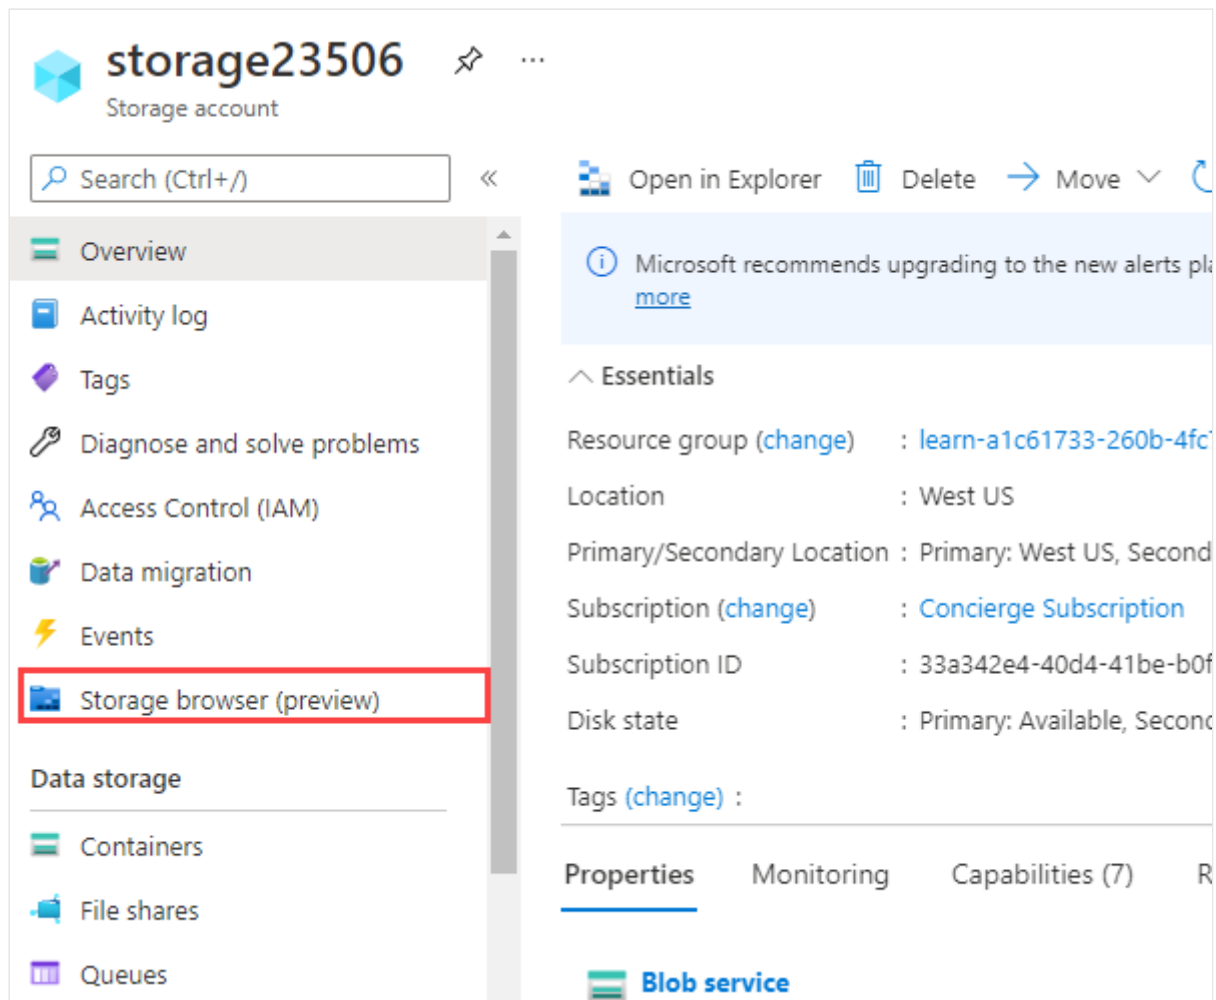 storage23506 ...
Storage account
Search (Ctrl+/) «
Overview
Activity log
Tags
Diagnose and solve problems
Access Control (IAM)
Data migration
Events
Storage browser (preview)
Data storage
Containers
File shares
Queues
Open in Explorer Delete Move
Microsoft recommends upgrading to the new alerts
more
Essentials
Resource group (change) : learn-a1c61733-260b-4fc
Location : West US
Primary/Secondary Location : Primary: West US, Second
Subscription (change) : Concierge Subscription
Subscription ID : 33a342e4-40d4-41be-b0f
Disk state : Primary: Available, Second
Tags (change) :
Properties Monitoring Capabilities (7) R
Blob service